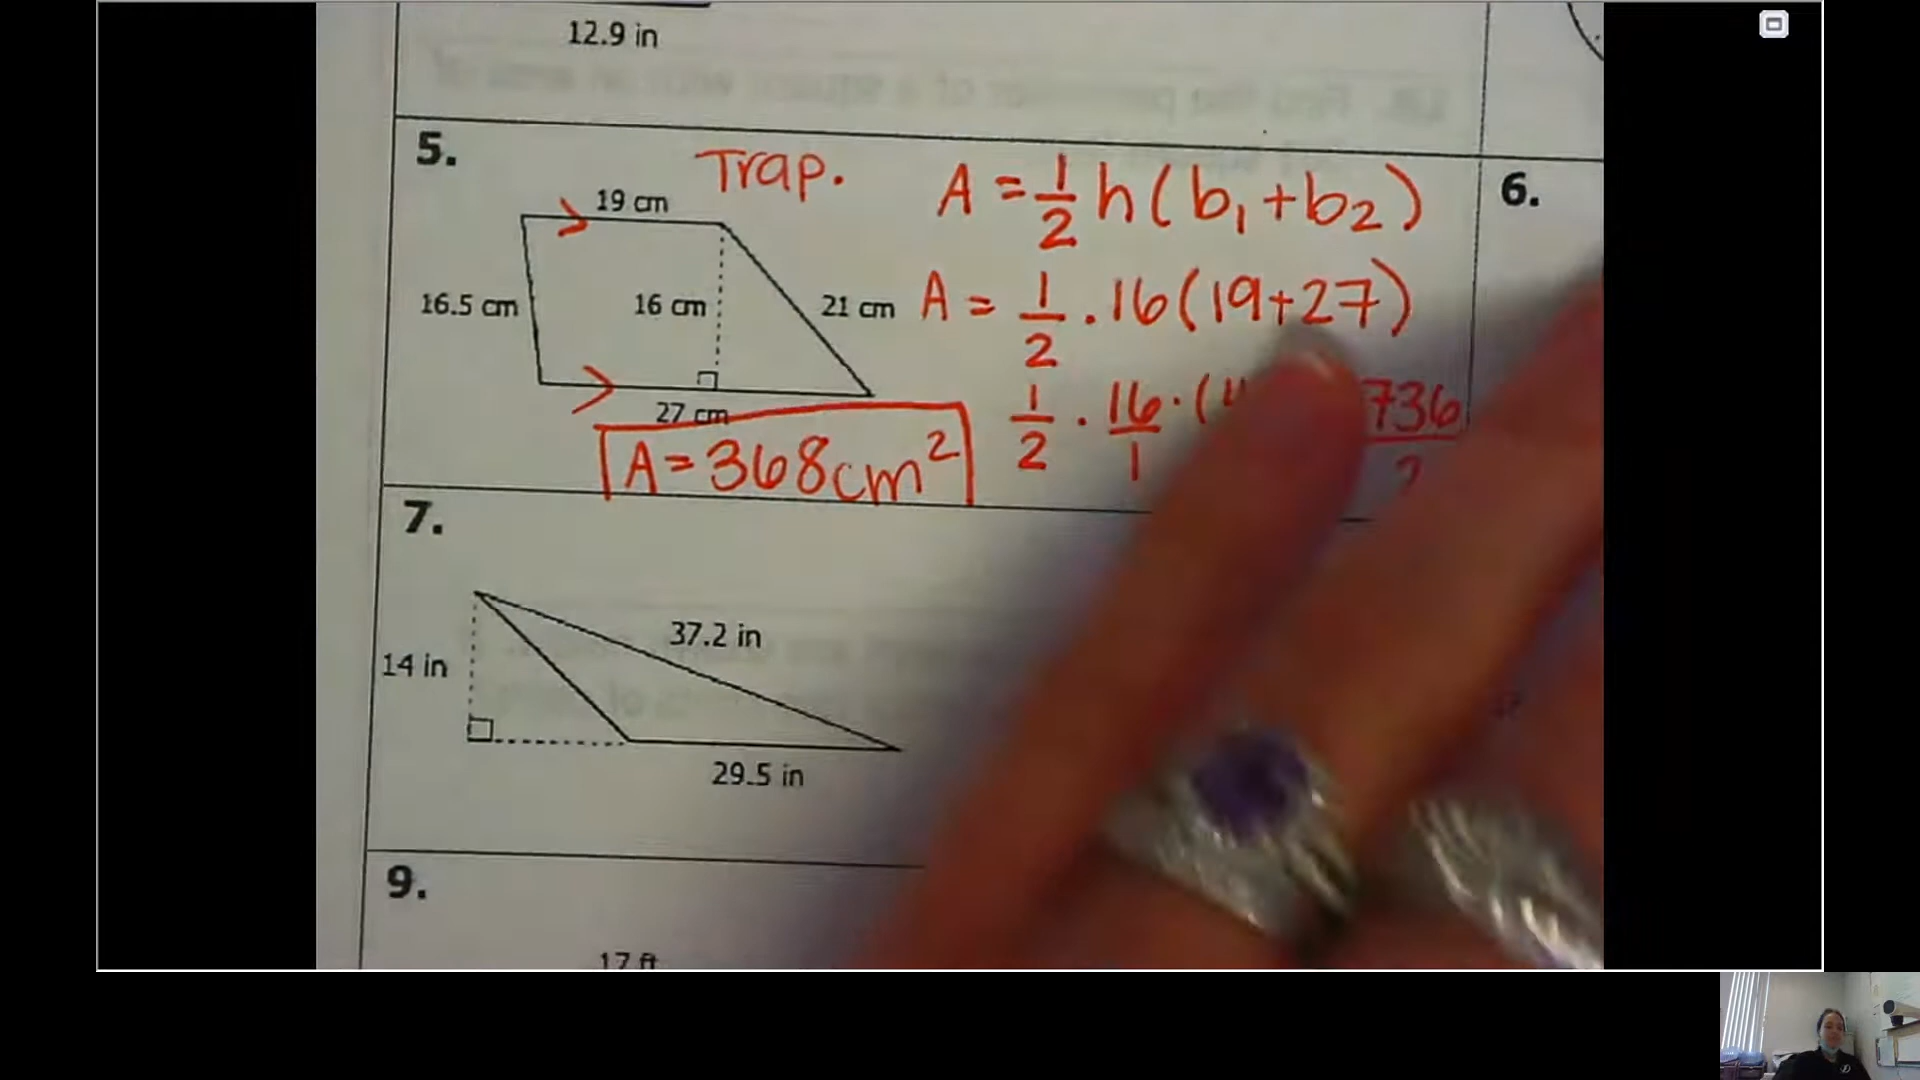 12.9 in
5.
Trap.
19 cm
16.5 cm
16 cm
21 cm
27 cm
A = 1/2 h(b₁+b₂)
A = 1/2 · 16(19+27)
1/2 · 16/1 · (
736
A = 368cm²
6.
7.
37.2 in
14 in
29.5 in
9.
17 ft